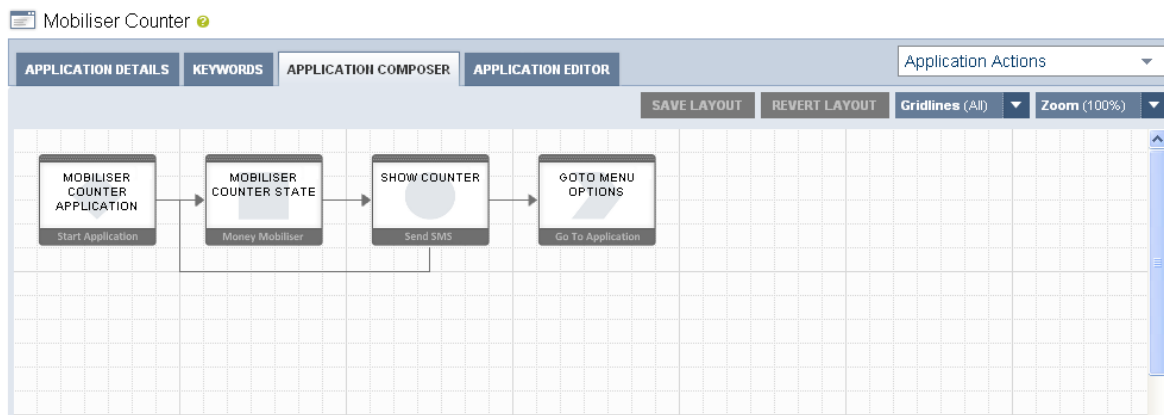 Mobiliser Counter
APPLICATION DETAILS KEYWORDS APPLICATION COMPOSER APPLICATION EDITOR
Application Actions
SAVE LAYOUT REVERT LAYOUT Gridlines (All) Zoom (100%)
MOBILISER
COUNTER
APPLICATION
Start Application
MOBILISER
COUNTER STATE
Money Mobiliser
SHOW COUNTER
Send SMS
GOTO MENU
OPTIONS
Go To Application